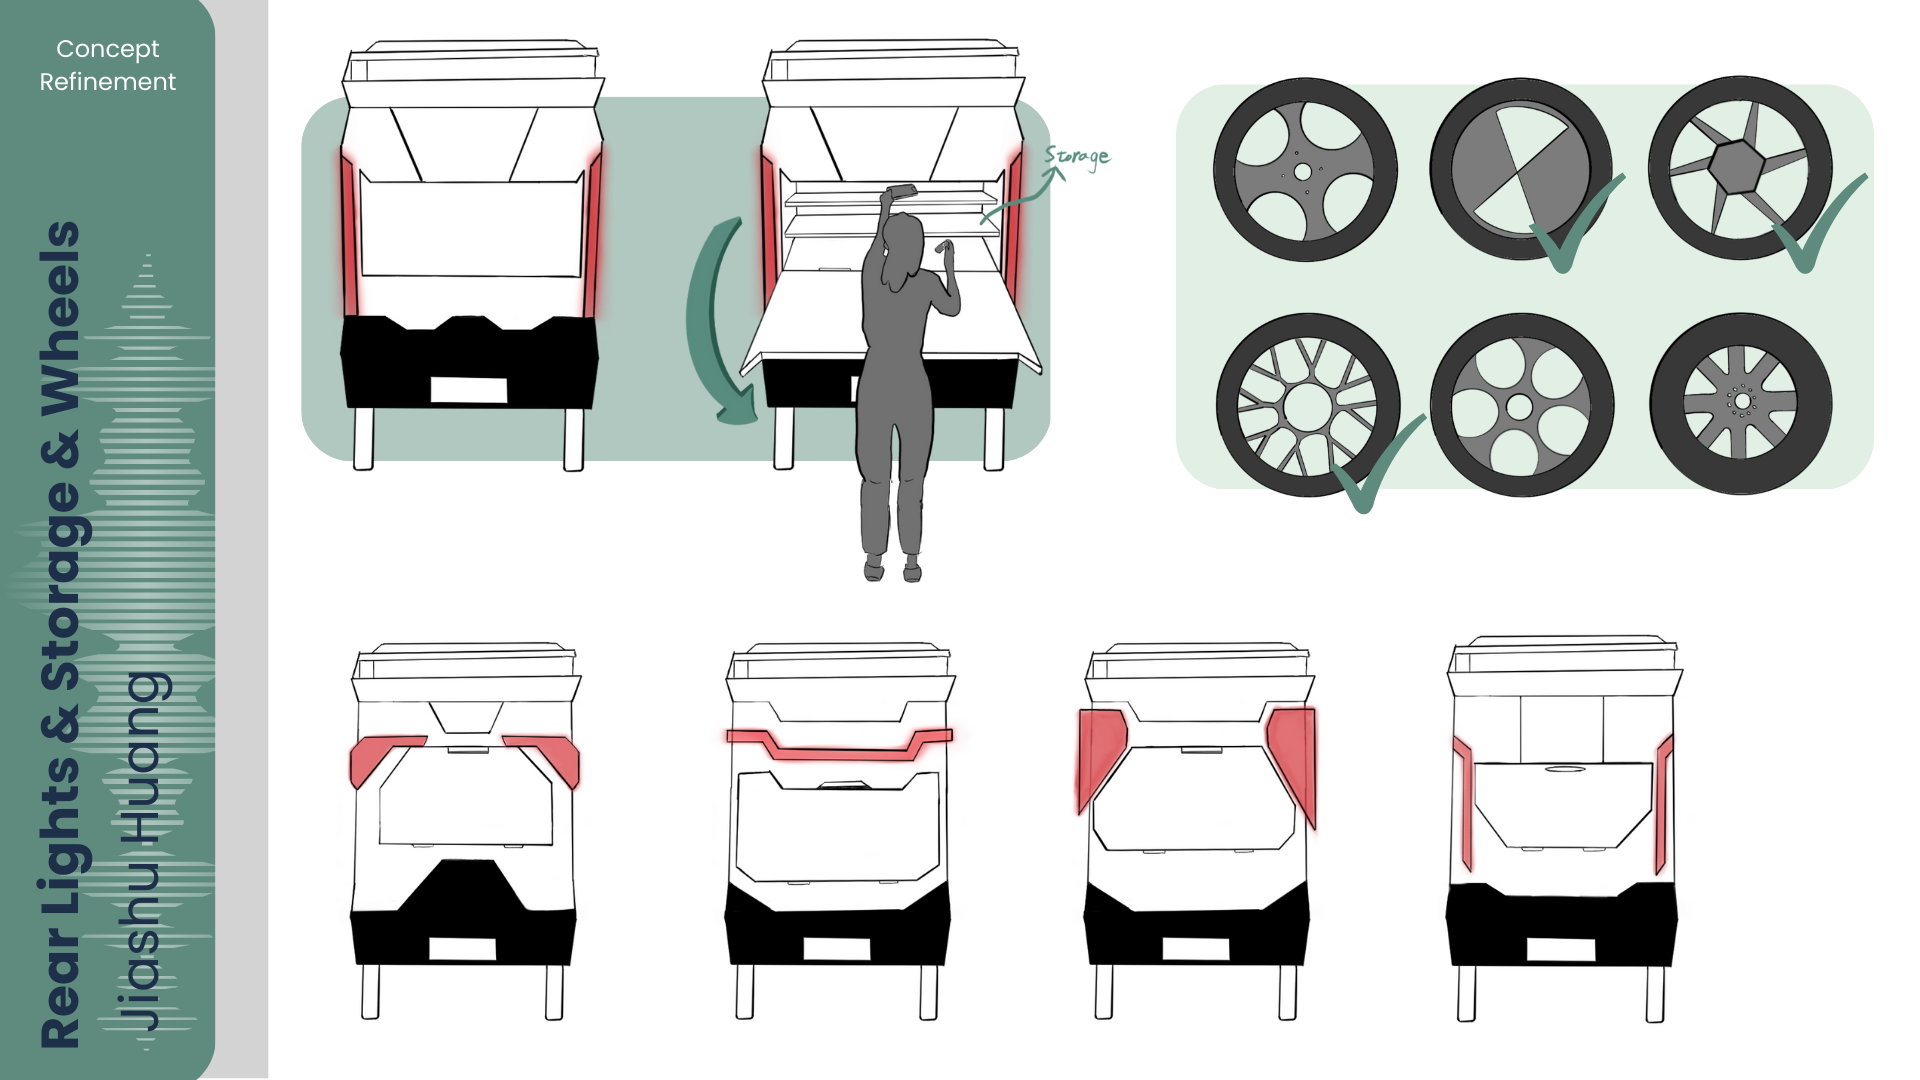 Concept
Refinement
Rear Lights & Storage & Wheels
Jiashu Huang
Storage